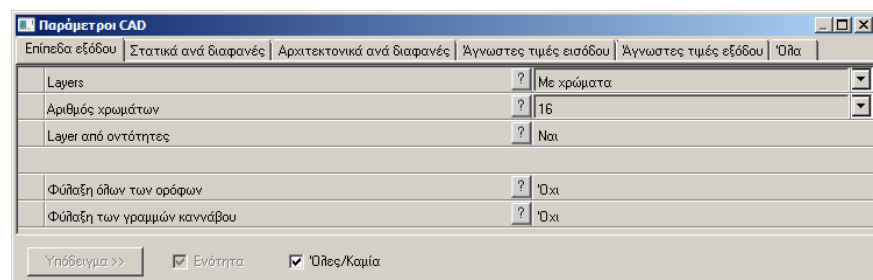 Παράμετροι CAD
Επίπεδα εξόδου Στατικά ανά διαφανές Αρχιτεκτονικά ανά διαφανές Άγνωστες τιμές εισόδου Άγνωστες τιμές εξόδου Όλα
Layers ? Με χρώματα
Αριθμός χρωμάτων ? 16
Layer από οντότητες ? Ναι
Φύλαξη όλων των ορόφων ? Όχι
Φύλαξη των γραμμών καννάβου ? Όχι
Υπόδειγμα >> Ενότητα Όλες/Καμία